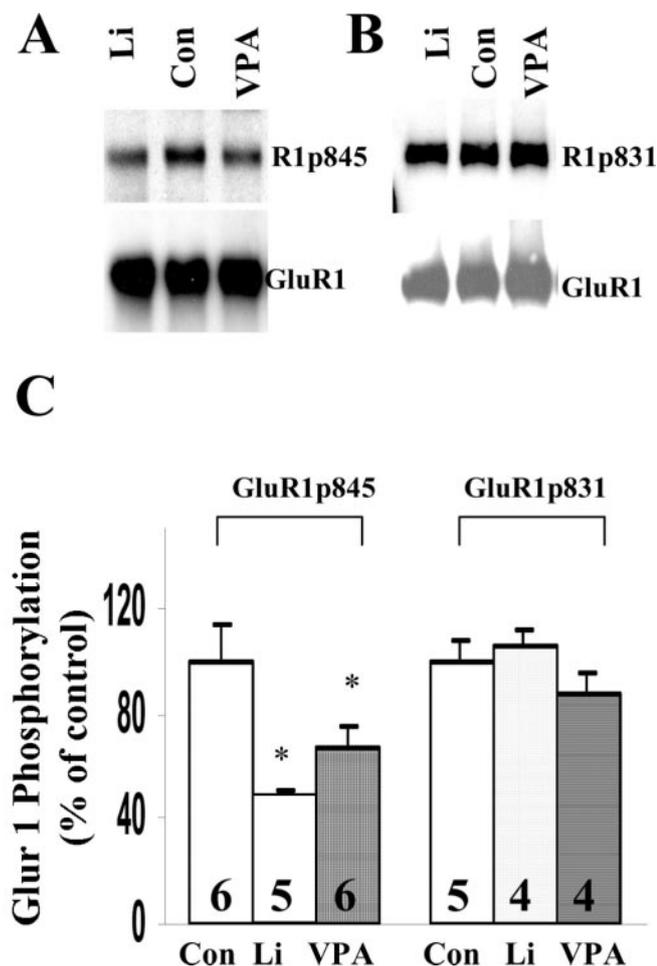 A
Li Con VPA
R1p845
GluR1
B
Li Con VPA
R1p831
GluR1
C
GluR1p845 GluR1p831
Glur 1 Phosphorylation
(% of control)
120
80
40
0
* *
6 5 6 5 4 4
Con Li VPA Con Li VPA